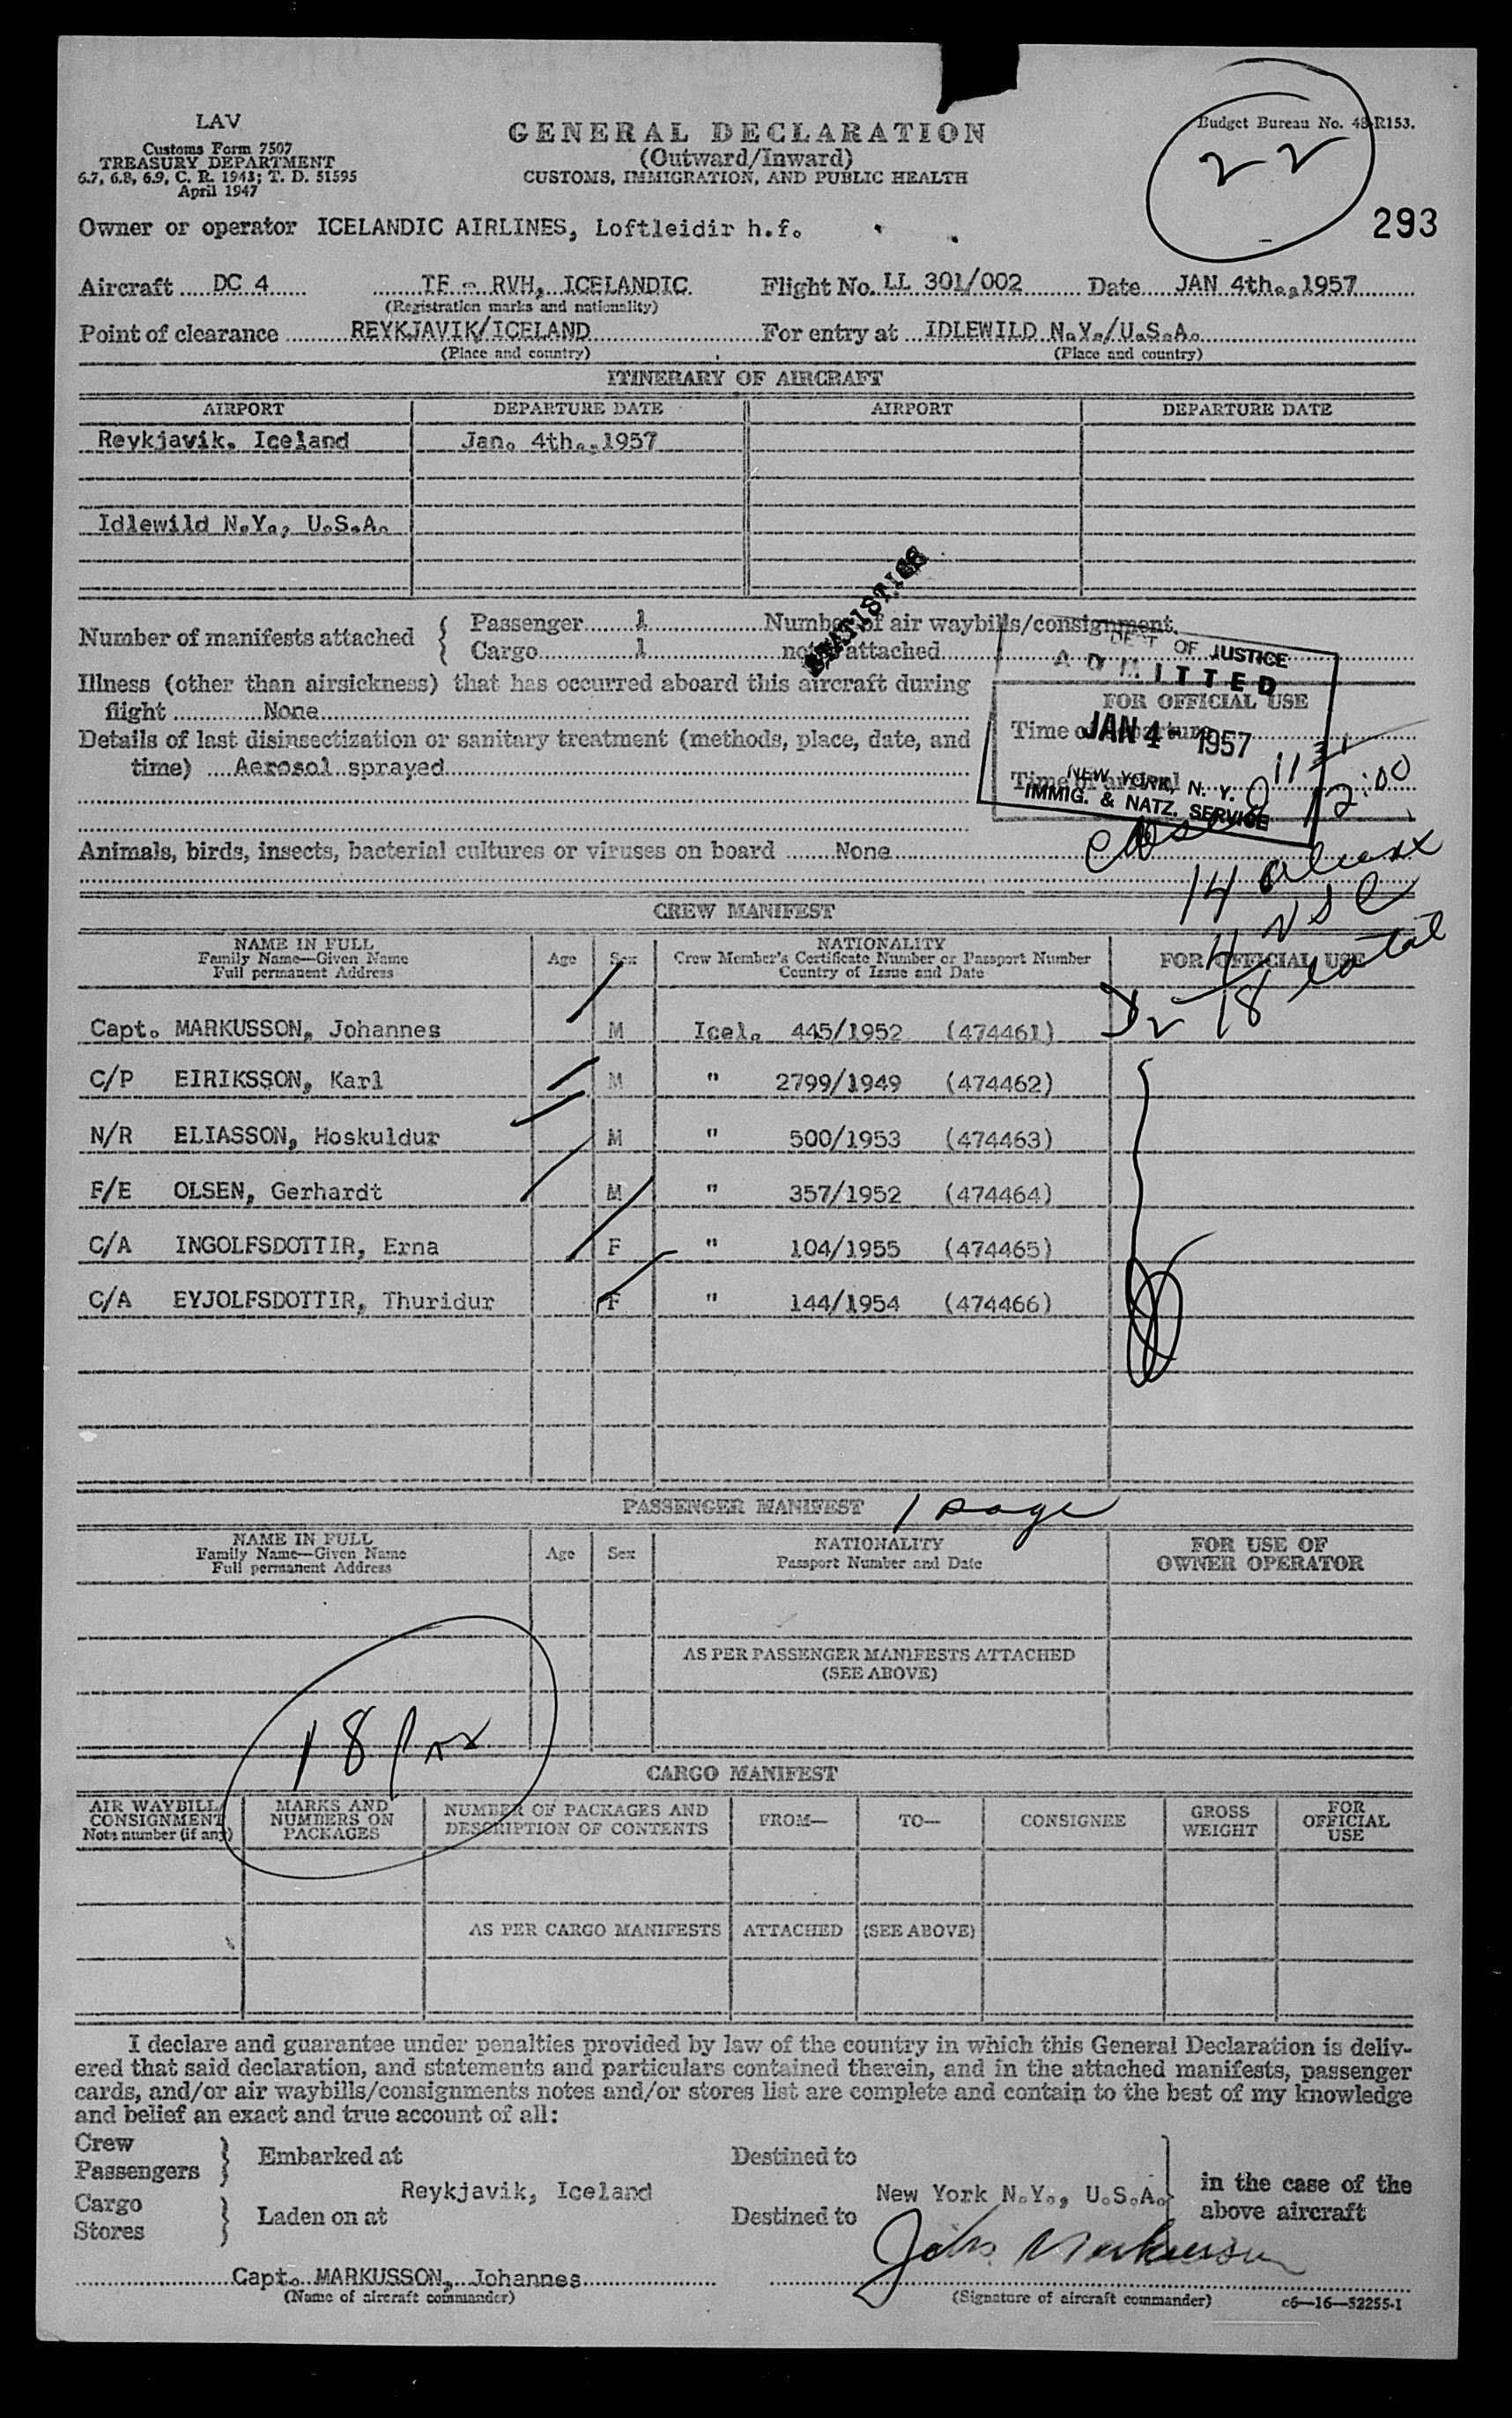 LAV
Customs Form 7507
TREASURY DEPARTMENT
6.7, 6.8, 6.9, C. R. 1943; T. D. 51595
April 1947
GENERAL DECLARATION
(Outward/Inward)
CUSTOMS, IMMIGRATION, AND PUBLIC HEALTH
Budget Bureau No. 48-R153.
22
293
Owner or operator ICELANDIC AIRLINES, Loftleidir h.f.
Aircraft DC 4 TF - RVH, ICELANDIC Flight No. LL 301/002 Date JAN 4th., 1957
(Registration marks and nationality)
Point of clearance REYKJAVIK/ICELAND For entry at IDLEWILD N.Y./U.S.A.
(Place and country) (Place and country)
ITINERARY OF AIRCRAFT
AIRPORT DEPARTURE DATE AIRPORT DEPARTURE DATE
Reykjavik, Iceland Jan. 4th., 1957
Idlewild N.Y., U.S.A.
STATISTICS
Number of manifests attached { Passenger 1 Number of air waybills/consignment
Cargo 1 notes attached
Illness (other than airsickness) that has occurred aboard this aircraft during
flight None
Details of last disinsectization or sanitary treatment (methods, place, date, and
time) Aerosol sprayed
FOR OFFICIAL USE
Time of departure
Time of arrival
DEPT OF JUSTICE
ADMITTED
JAN 4 - 1957
NEW YORK, N. Y.
IMMIG. & NATZ. SERVICE
12:00
Animals, birds, insects, bacterial cultures or viruses on board None
14 aliens
4 USC
18 total
CREW MANIFEST
NAME IN FULL
Family Name—Given Name
Full permanent Address
Age Sex
NATIONALITY
Crew Member's Certificate Number or Passport Number
Country of Issue and Date
FOR OFFICIAL USE
Capt. MARKUSSON, Johannes M Icel. 445/1952 (474461)
C/P EIRIKSSON, Karl M " 2799/1949 (474462)
N/R ELIASSON, Hoskuldur M " 500/1953 (474463)
F/E OLSEN, Gerhardt M " 357/1952 (474464)
C/A INGOLFSDOTTIR, Erna F " 104/1955 (474465)
C/A EYJOLFSDOTTIR, Thuridur F " 144/1954 (474466)
PASSENGER MANIFEST 1 page
NAME IN FULL
Family Name—Given Name
Full permanent Address
Age Sex
NATIONALITY
Passport Number and Date
FOR USE OF
OWNER OPERATOR
AS PER PASSENGER MANIFESTS ATTACHED
(SEE ABOVE)
18
CARGO MANIFEST
AIR WAYBILL/
CONSIGNMENT
Note number (if any)
MARKS AND
NUMBERS ON
PACKAGES
NUMBER OF PACKAGES AND
DESCRIPTION OF CONTENTS
FROM— TO— CONSIGNEE
GROSS
WEIGHT
FOR
OFFICIAL
USE
AS PER CARGO MANIFESTS ATTACHED (SEE ABOVE)
I declare and guarantee under penalties provided by law of the country in which this General Declaration is deliv-
ered that said declaration, and statements and particulars contained therein, and in the attached manifests, passenger
cards, and/or air waybills/consignments notes and/or stores list are complete and contain to the best of my knowledge
and belief an exact and true account of all:
Crew
Passengers } Embarked at Destined to
Reykjavik, Iceland New York N.Y., U.S.A. } in the case of the
above aircraft
Cargo
Stores } Laden on at Destined to
Johs Markusson
Capt. MARKUSSON, Johannes
(Name of aircraft commander) (Signature of aircraft commander) c6—16—52255-1